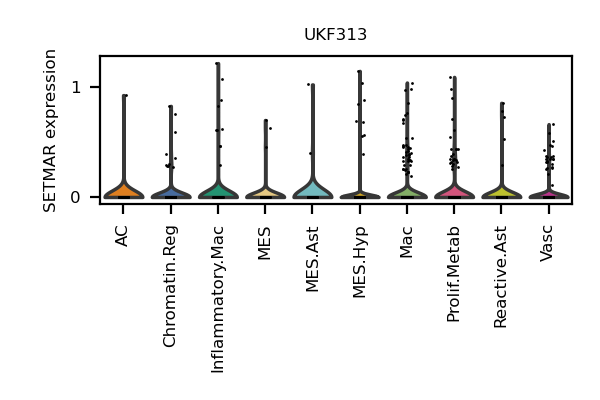 UKF313
SETMAR expression
1
0
AC
Chromatin.Reg
Inflammatory.Mac
MES
MES.Ast
MES.Hyp
Mac
Prolif.Metab
Reactive.Ast
Vasc